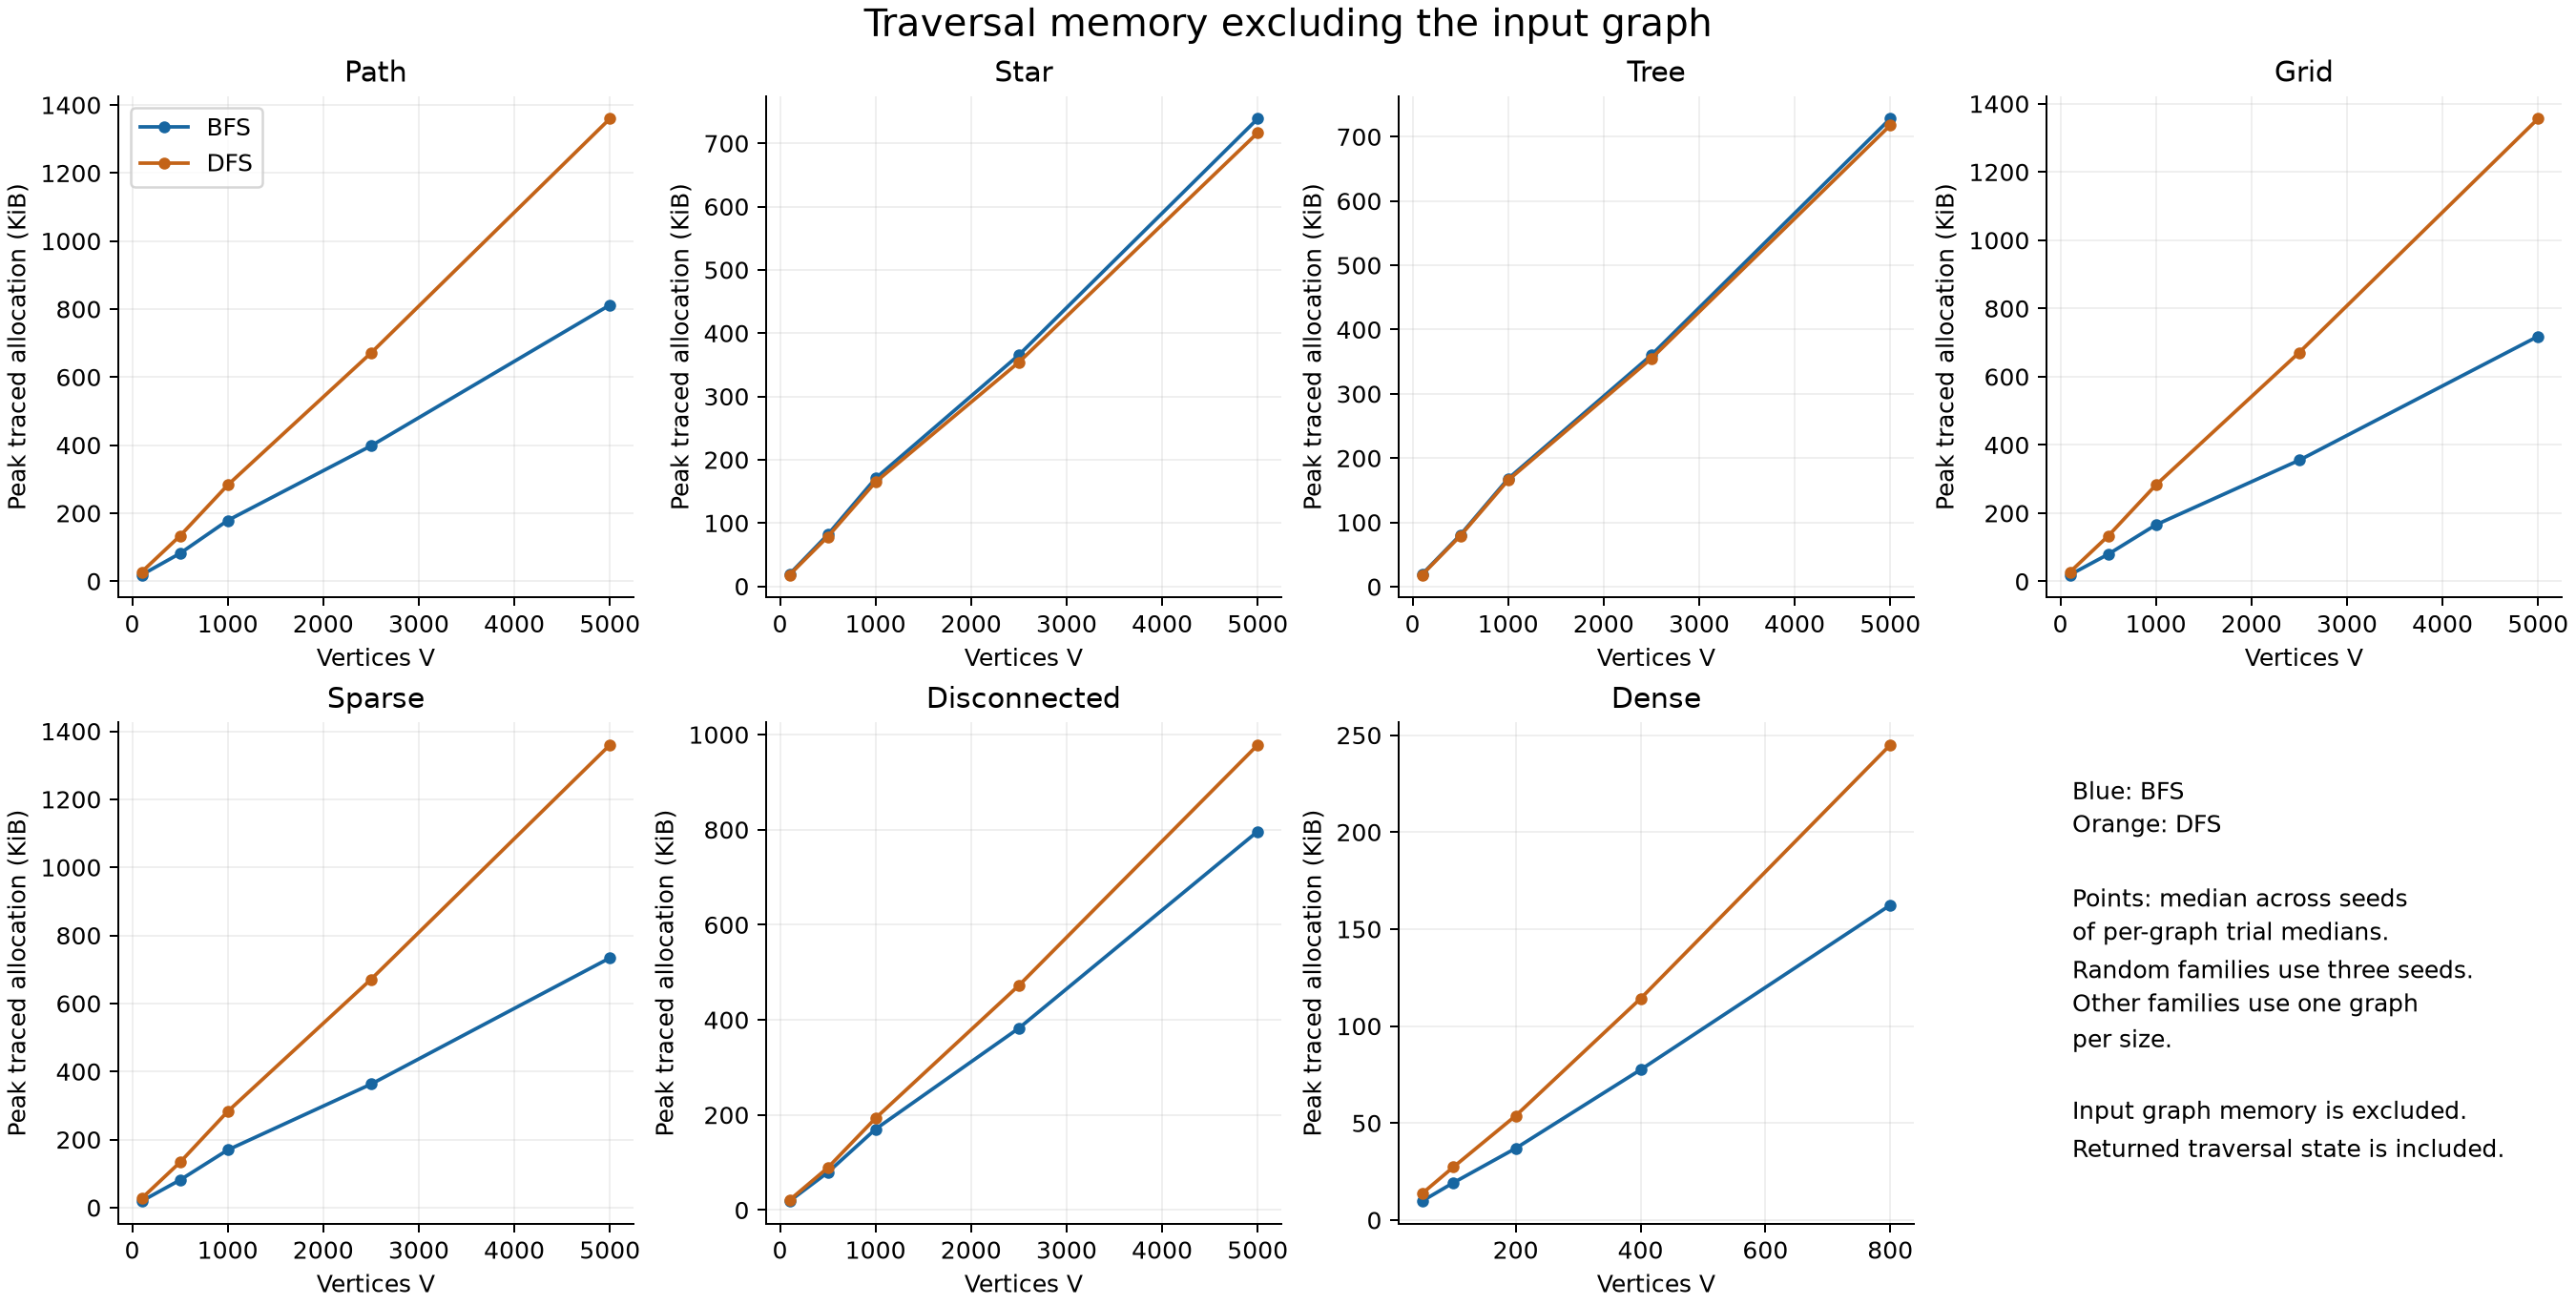 Traversal memory excluding the input graph
Path
Peak traced allocation (KiB)
1400
1200
1000
800
600
400
200
0
BFS
DFS
0 1000 2000 3000 4000 5000
Vertices V
Star
Peak traced allocation (KiB)
700
600
500
400
300
200
100
0
0 1000 2000 3000 4000 5000
Vertices V
Tree
Peak traced allocation (KiB)
700
600
500
400
300
200
100
0
0 1000 2000 3000 4000 5000
Vertices V
Grid
Peak traced allocation (KiB)
1400
1200
1000
800
600
400
200
0
0 1000 2000 3000 4000 5000
Vertices V
Sparse
Peak traced allocation (KiB)
1400
1200
1000
800
600
400
200
0
0 1000 2000 3000 4000 5000
Vertices V
Disconnected
Peak traced allocation (KiB)
1000
800
600
400
200
0
0 1000 2000 3000 4000 5000
Vertices V
Dense
Peak traced allocation (KiB)
250
200
150
100
50
0
200 400 600 800
Vertices V
Blue: BFS
Orange: DFS
Points: median across seeds
of per-graph trial medians.
Random families use three seeds.
Other families use one graph
per size.
Input graph memory is excluded.
Returned traversal state is included.